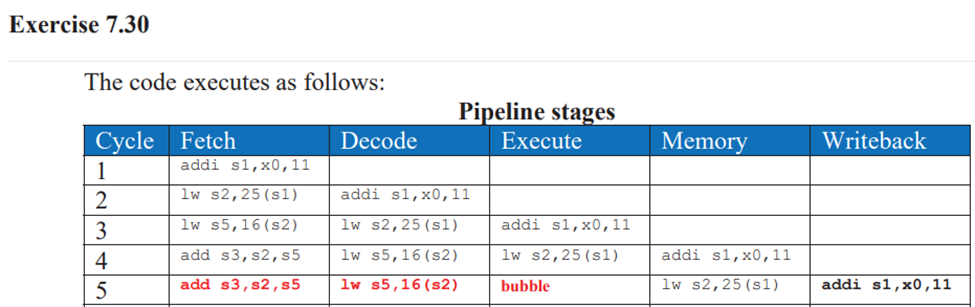 Exercise 7.30
The code executes as follows:
Pipeline stages
Cycle Fetch Decode Execute Memory Writeback
1 addi s1,x0,11
2 lw s2,25(s1) addi s1,x0,11
3 lw s5,16(s2) lw s2,25(s1) addi s1,x0,11
4 add s3,s2,s5 lw s5,16(s2) lw s2,25(s1) addi s1,x0,11
5 add s3,s2,s5 lw s5,16(s2) bubble lw s2,25(s1) addi s1,x0,11